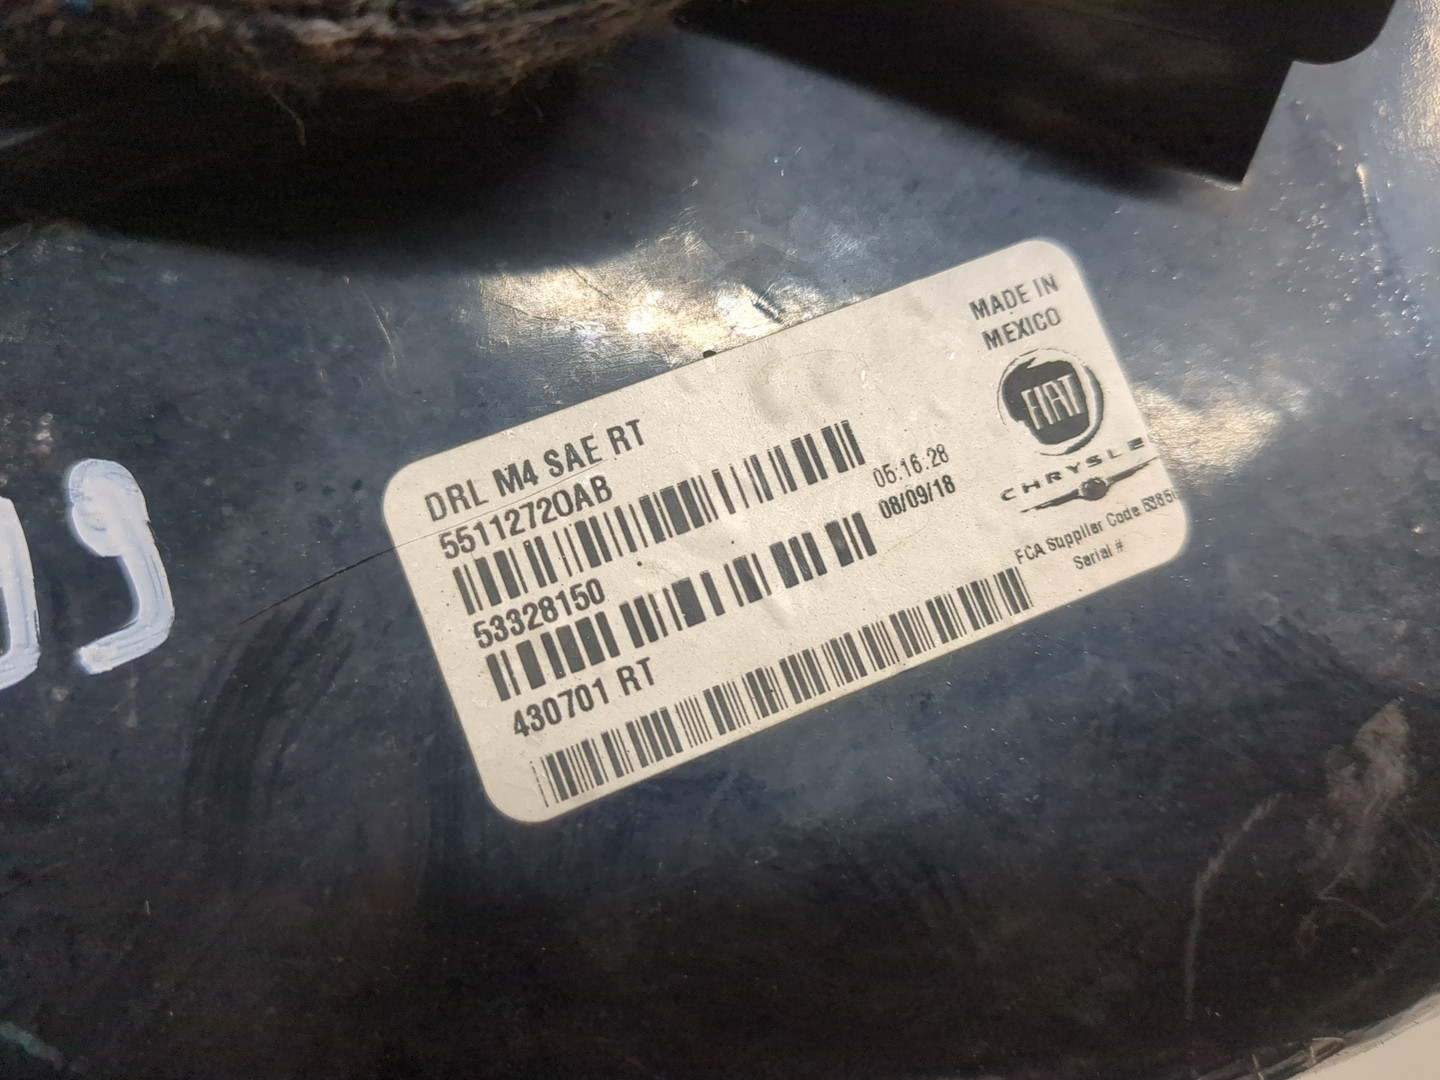 MADE IN
MEXICO
FIAT
CHRYSLE
DRL M4 SAE RT
55112720AB
05:16:28
08/09/18
53328150
FCA Supplier Code
Serial #
430701 RT
09